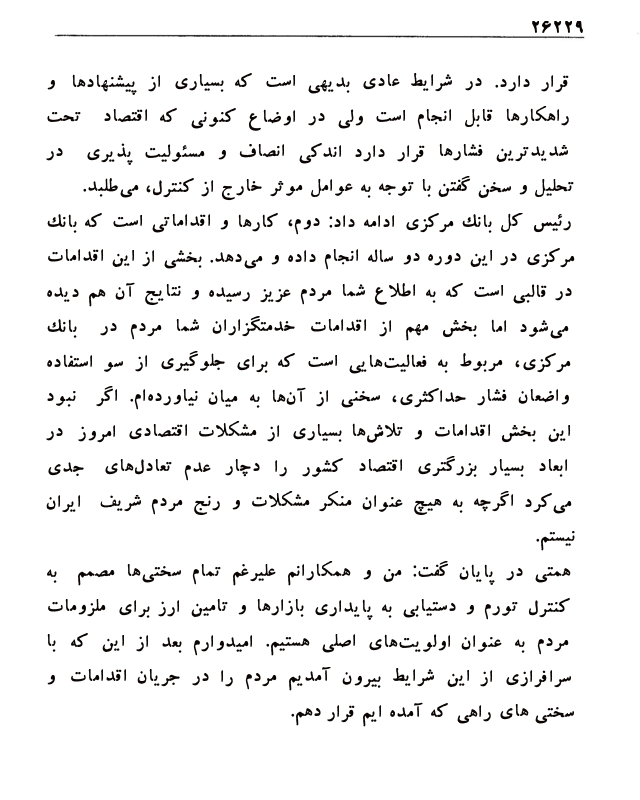 ۲۶۲۲۹
قرار دارد. در شرایط عادی بدیهی است که بسیاری از پیشنهادها و
راهکارها قابل انجام است ولی در اوضاع کنونی که اقتصاد تحت
شدیدترین فشارها قرار دارد اندکی انصاف و مسئولیت پذیری در
تحلیل و سخن گفتن با توجه به عوامل موثر خارج از کنترل، می‌طلبد.
رئیس کل بانك مرکزی ادامه داد: دوم، کارها و اقداماتی است که بانك
مرکزی در این دوره دو ساله انجام داده و می‌دهد. بخشی از این اقدامات
در قالبی است که به اطلاع شما مردم عزیز رسیده و نتایج آن هم دیده
می‌شود اما بخش مهم از اقدامات خدمتگزاران شما مردم در بانك
مرکزی، مربوط به فعالیت‌هایی است که برای جلوگیری از سو استفاده
واضعان فشار حداکثری، سخنی از آن‌ها به میان نیاورده‌ام. اگر نبود
این بخش اقدامات و تلاش‌ها بسیاری از مشکلات اقتصادی امروز در
ابعاد بسیار بزرگتری اقتصاد کشور را دچار عدم تعادل‌های جدی
می‌کرد اگرچه به هیچ عنوان منکر مشکلات و رنج مردم شریف ایران
نیستم.
همتی در پایان گفت: من و همکارانم علیرغم تمام سختی‌ها مصمم به
کنترل تورم و دستیابی به پایداری بازارها و تامین ارز برای ملزومات
مردم به عنوان اولویت‌های اصلی هستیم. امیدوارم بعد از این که با
سرافرازی از این شرایط بیرون آمدیم مردم را در جریان اقدامات و
سختی های راهی که آمده ایم قرار دهم.